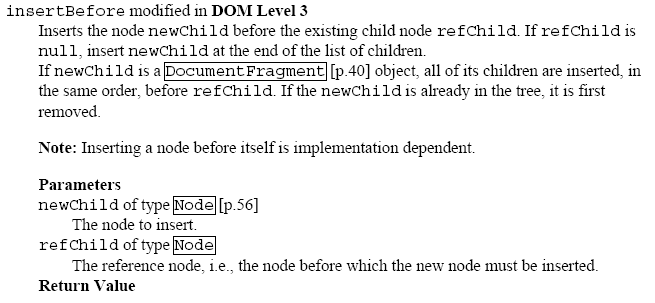 insertBefore modified in DOM Level 3
Inserts the node newChild before the existing child node refChild. If refChild is
null, insert newChild at the end of the list of children.
If newChild is a DocumentFragment [p.40] object, all of its children are inserted, in
the same order, before refChild. If the newChild is already in the tree, it is first
removed.
Note: Inserting a node before itself is implementation dependent.
Parameters
newChild of type Node [p.56]
The node to insert.
refChild of type Node
The reference node, i.e., the node before which the new node must be inserted.
Return Value